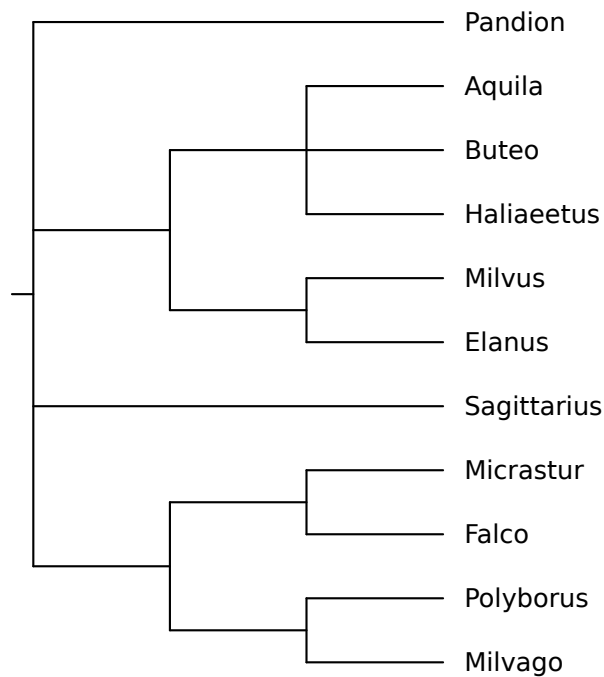 Pandion
Aquila
Buteo
Haliaeetus
Milvus
Elanus
Sagittarius
Micrastur
Falco
Polyborus
Milvago